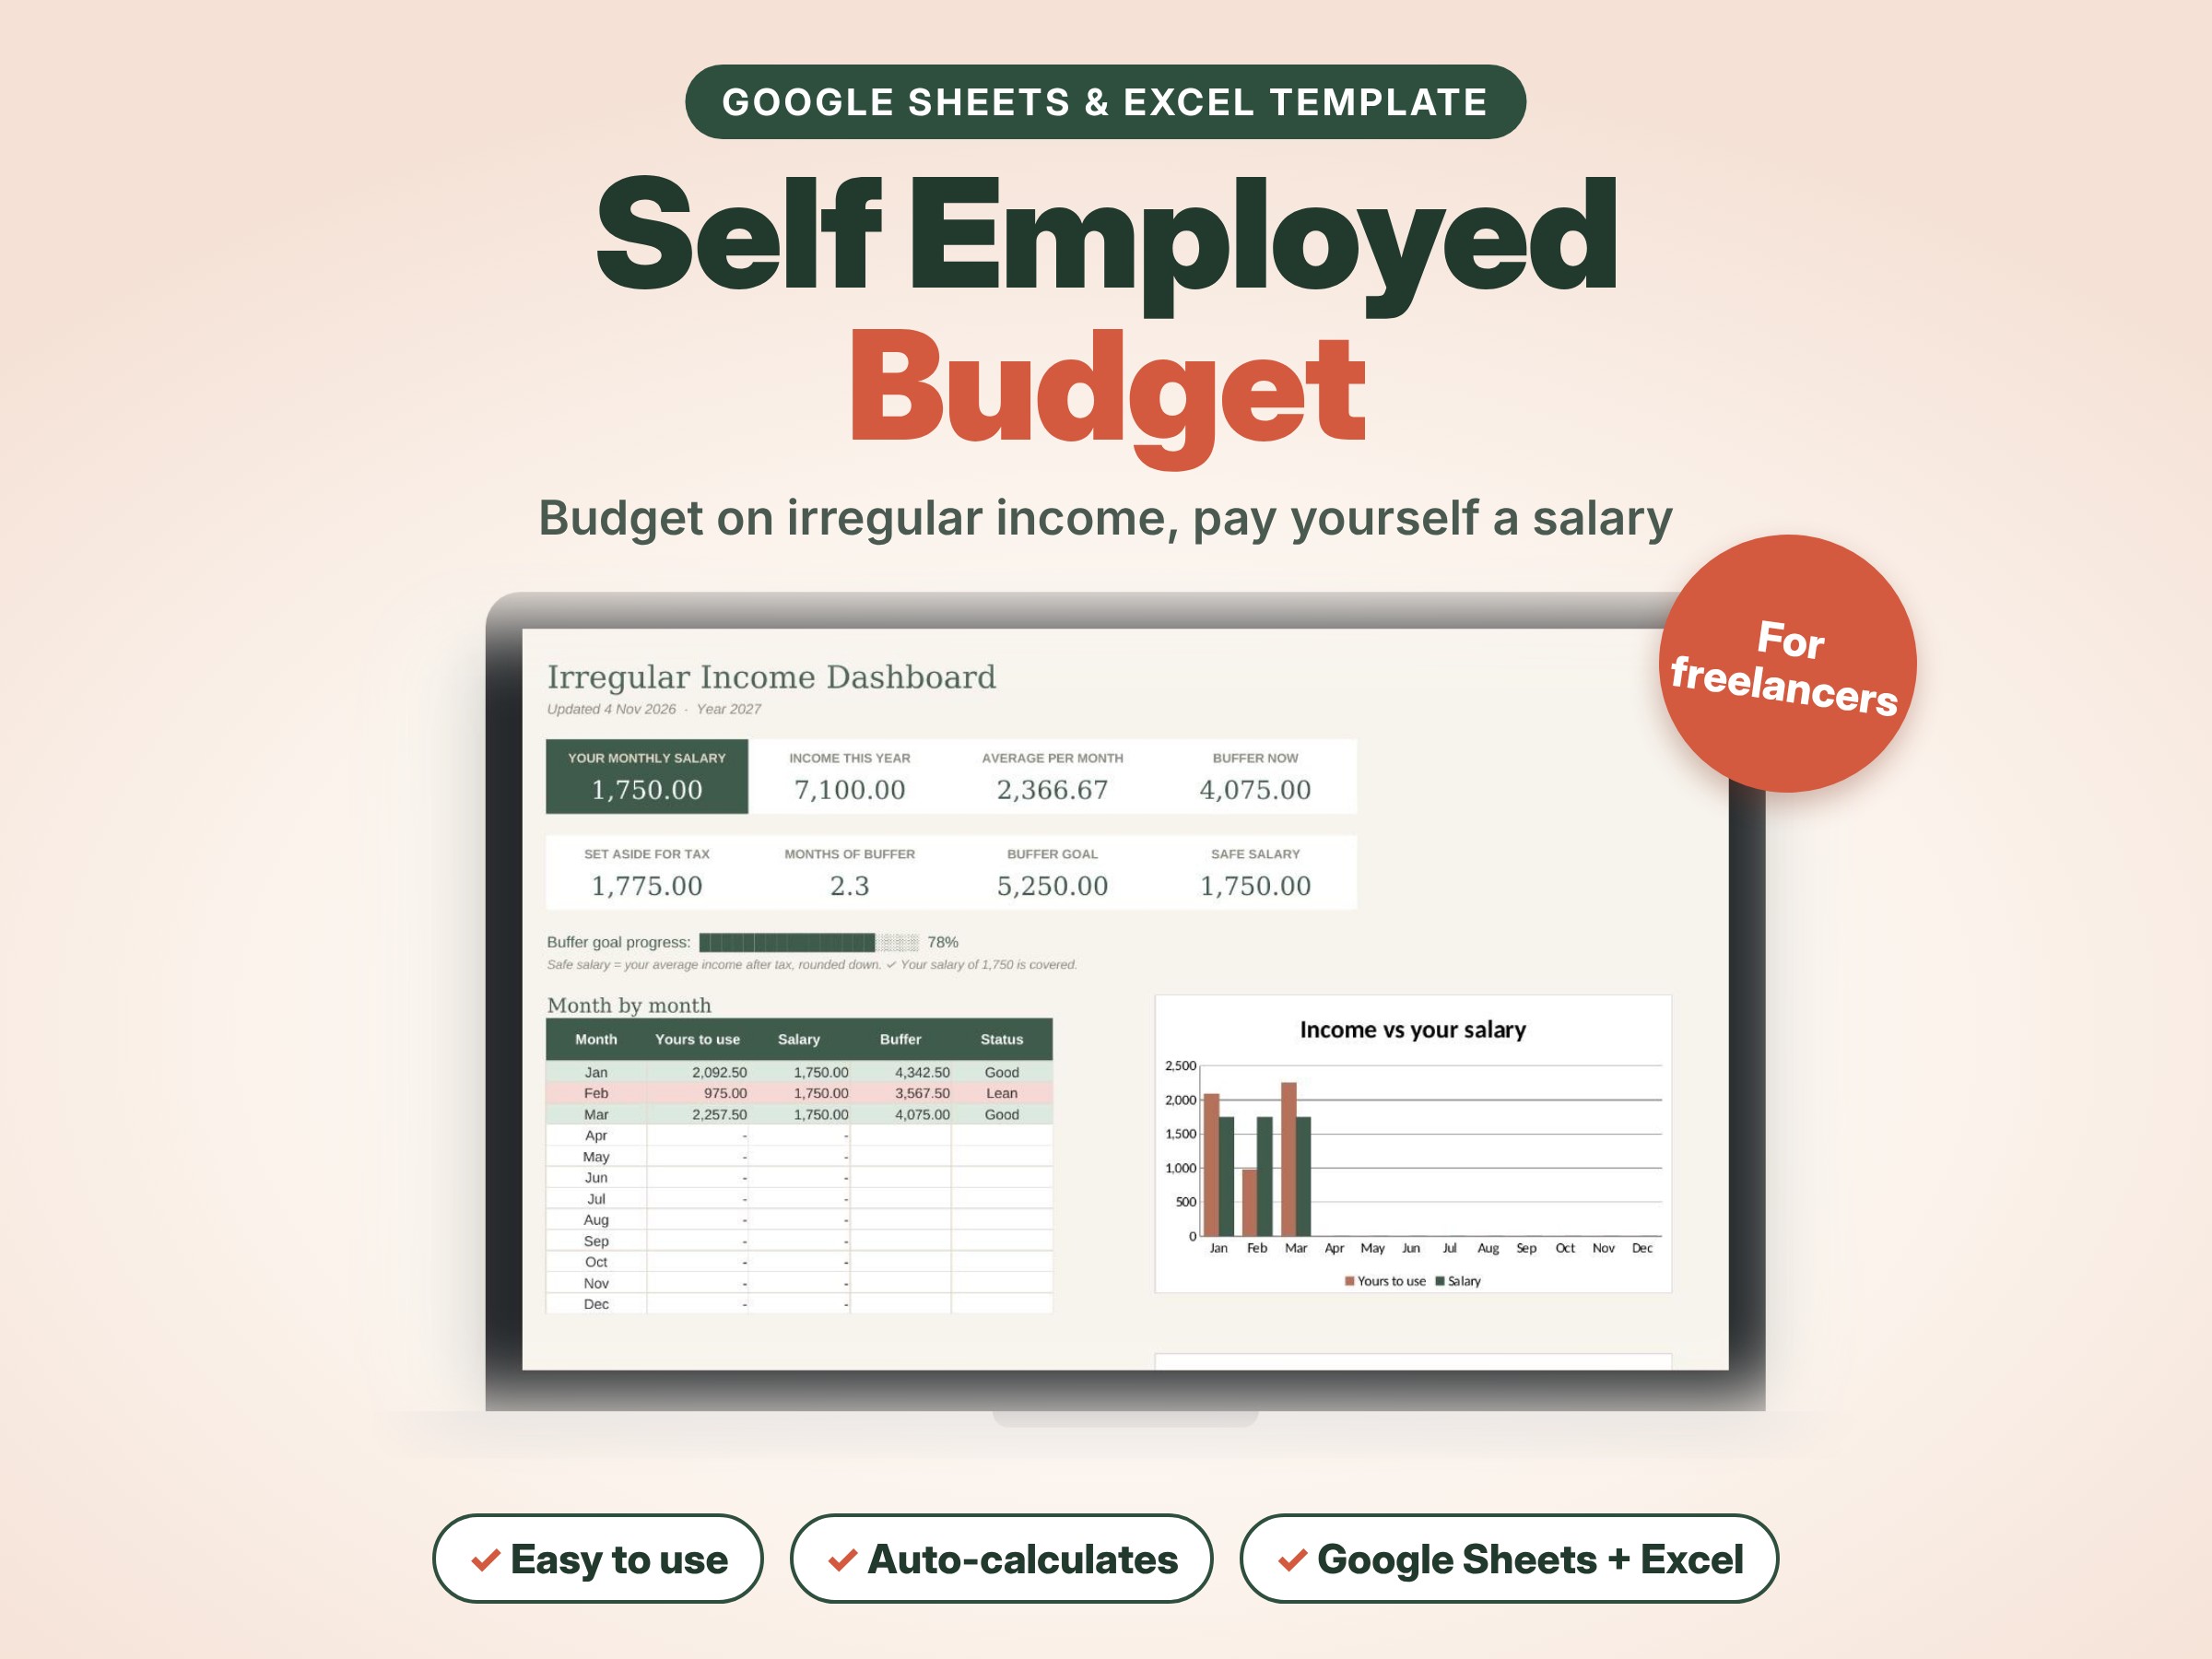 GOOGLE SHEETS & EXCEL TEMPLATE
Self Employed
Budget
Budget on irregular income, pay yourself a salary
For
freelancers
Irregular Income Dashboard
Updated 4 Nov 2026 · Year 2027
YOUR MONTHLY SALARY INCOME THIS YEAR AVERAGE PER MONTH BUFFER NOW
1,750.00 7,100.00 2,366.67 4,075.00
SET ASIDE FOR TAX MONTHS OF BUFFER BUFFER GOAL SAFE SALARY
1,775.00 2.3 5,250.00 1,750.00
Buffer goal progress: 78%
Safe salary = your average income after tax, rounded down. ✓ Your salary of 1,750 is covered.
Month by month
Month Yours to use Salary Buffer Status
Jan 2,092.50 1,750.00 4,342.50 Good
Feb 975.00 1,750.00 3,567.50 Lean
Mar 2,257.50 1,750.00 4,075.00 Good
Apr - -
May - -
Jun - -
Jul - -
Aug - -
Sep - -
Oct - -
Nov - -
Dec - -
Income vs your salary
2,500
2,000
1,500
1,000
500
0
Jan Feb Mar Apr May Jun Jul Aug Sep Oct Nov Dec
Yours to use Salary
✓ Easy to use
✓ Auto-calculates
✓ Google Sheets + Excel